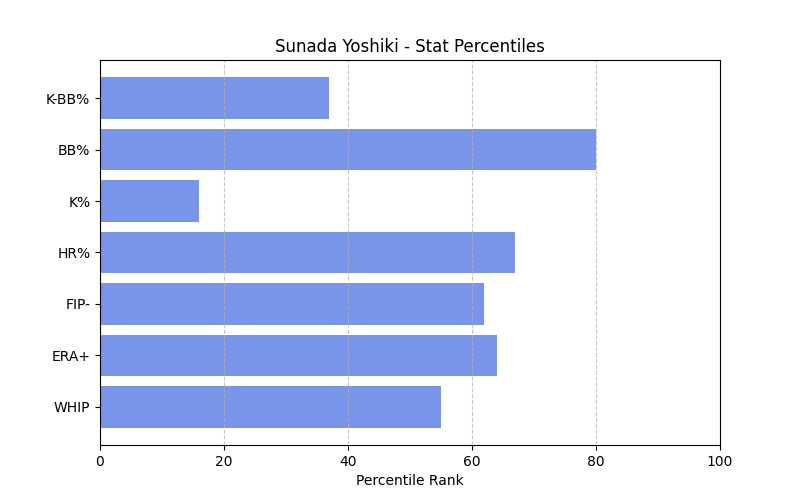 Sunada Yoshiki - Stat Percentiles
K-BB%
BB%
K%
HR%
FIP-
ERA+
WHIP
0 20 40 60 80 100
Percentile Rank